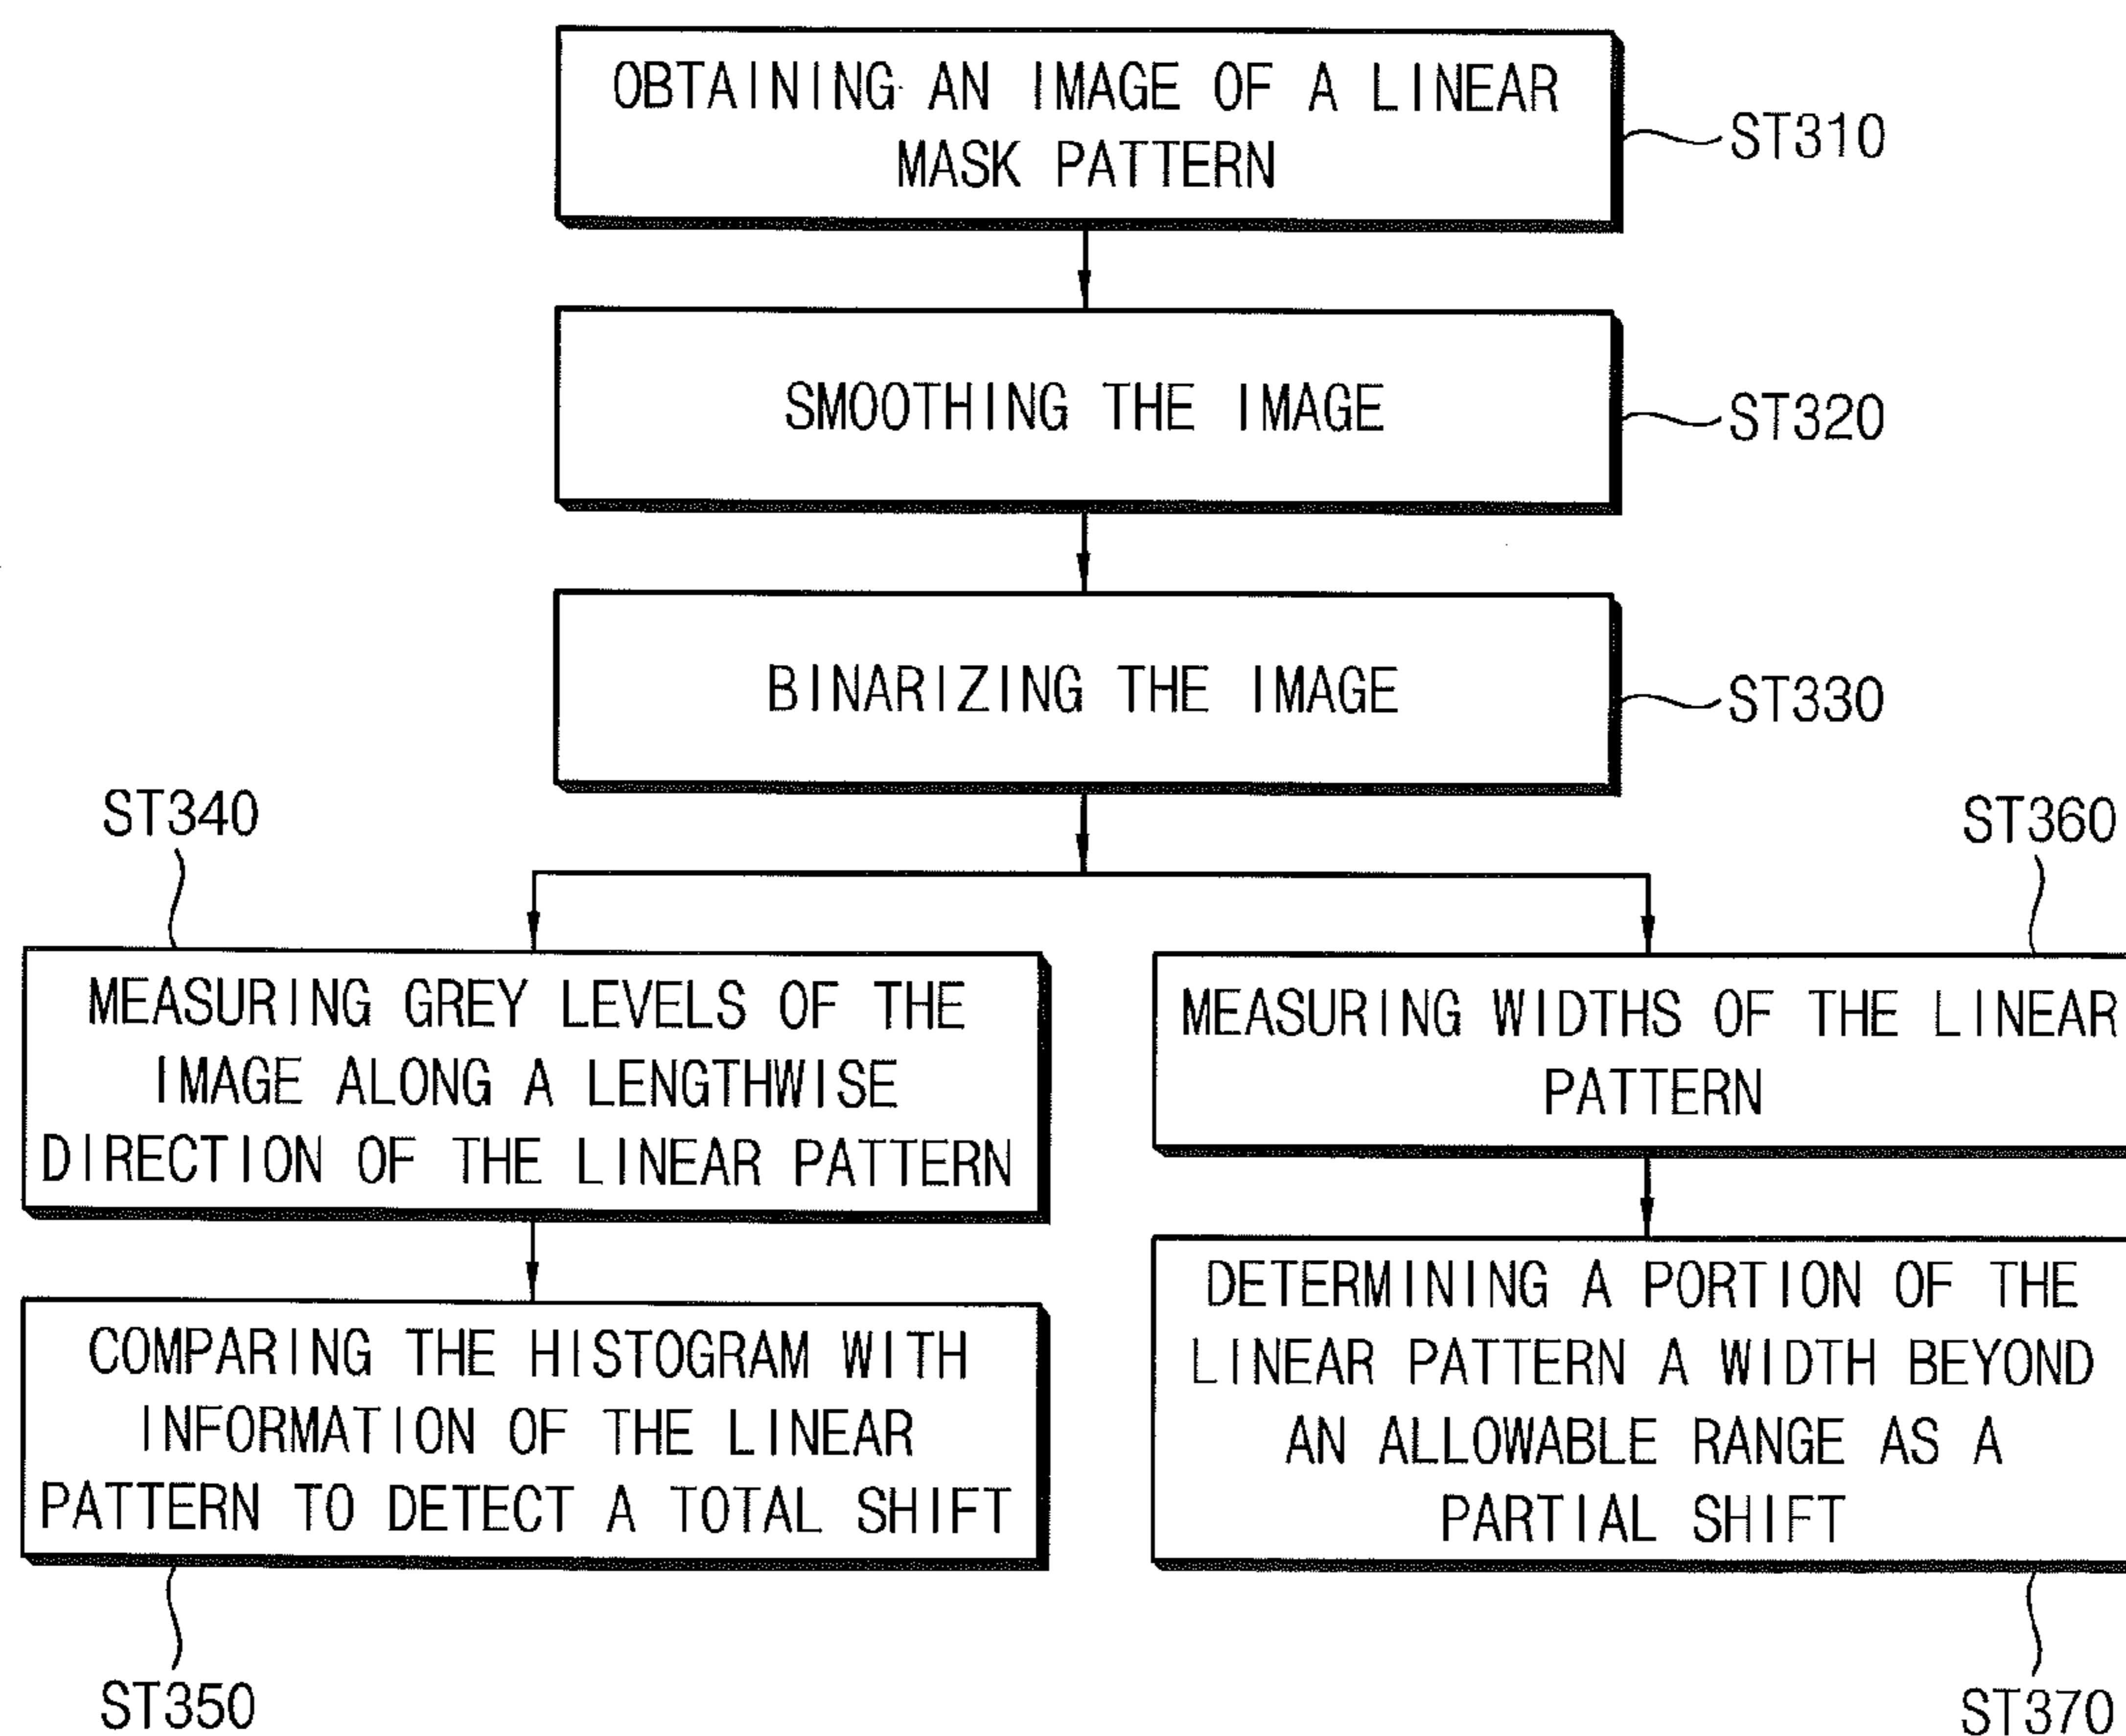 OBTAINING AN IMAGE OF A LINEAR
MASK PATTERN
ST310
SMOOTHING THE IMAGE
ST320
BINARIZING THE IMAGE
ST330
ST340
MEASURING GREY LEVELS OF THE
IMAGE ALONG A LENGTHWISE
DIRECTION OF THE LINEAR PATTERN
COMPARING THE HISTOGRAM WITH
INFORMATION OF THE LINEAR
PATTERN TO DETECT A TOTAL SHIFT
ST350
ST360
MEASURING WIDTHS OF THE LINEAR
PATTERN
DETERMINING A PORTION OF THE
LINEAR PATTERN A WIDTH BEYOND
AN ALLOWABLE RANGE AS A
PARTIAL SHIFT
ST370